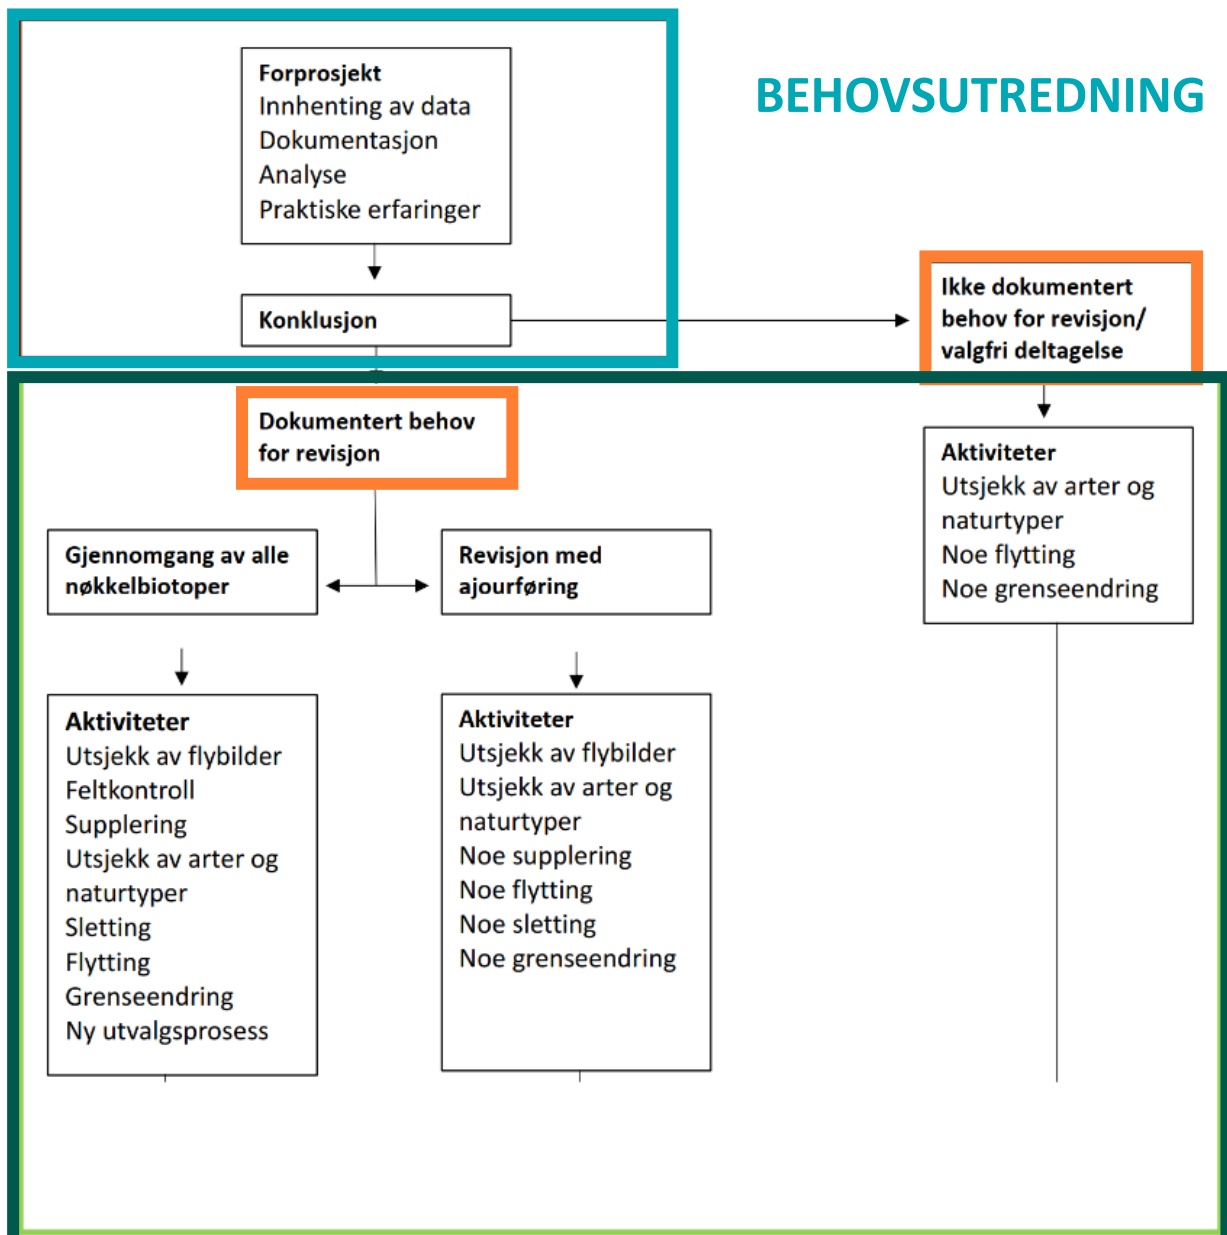 BEHOVSUTREDNING
Forprosjekt
Innhenting av data
Dokumentasjon
Analyse
Praktiske erfaringer
Konklusjon
Ikke dokumentert
behov for revisjon/
valgfri deltagelse
Dokumentert behov
for revisjon
Aktiviteter
Utsjekk av arter og
naturtyper
Noe flytting
Noe grenseendring
Gjennomgang av alle
nøkkelbiotoper
Revisjon med
ajourføring
Aktiviteter
Utsjekk av flybilder
Feltkontroll
Supplering
Utsjekk av arter og
naturtyper
Sletting
Flytting
Grenseendring
Ny utvalgsprosess
Aktiviteter
Utsjekk av flybilder
Utsjekk av arter og
naturtyper
Noe supplering
Noe flytting
Noe sletting
Noe grenseendring